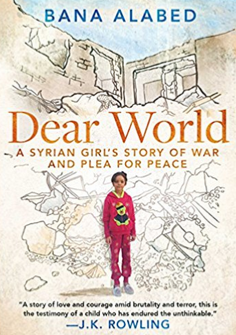 BANA ALABED
Dear World
A SYRIAN GIRL'S STORY OF WAR
AND PLEA FOR PEACE
"A story of love and courage amid brutality and terror, this is
the testimony of a child who has endured the unthinkable."
—J.K. ROWLING